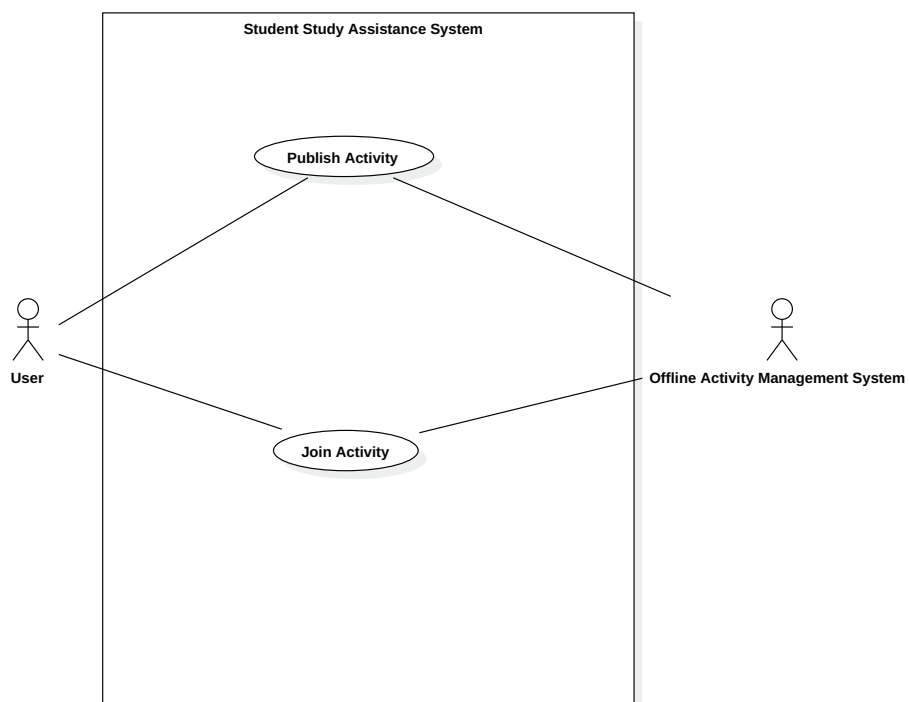 Student Study Assistance System
Publish Activity
User
Offline Activity Management System
Join Activity